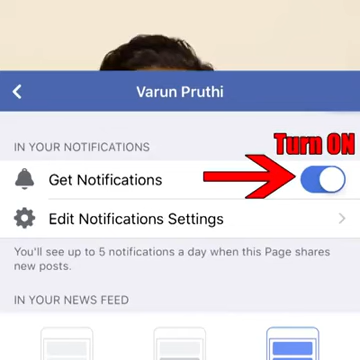 Varun Pruthi
IN YOUR NOTIFICATIONS
Turn ON
Get Notifications
Edit Notifications Settings
You'll see up to 5 notifications a day when this Page shares
new posts.
IN YOUR NEWS FEED